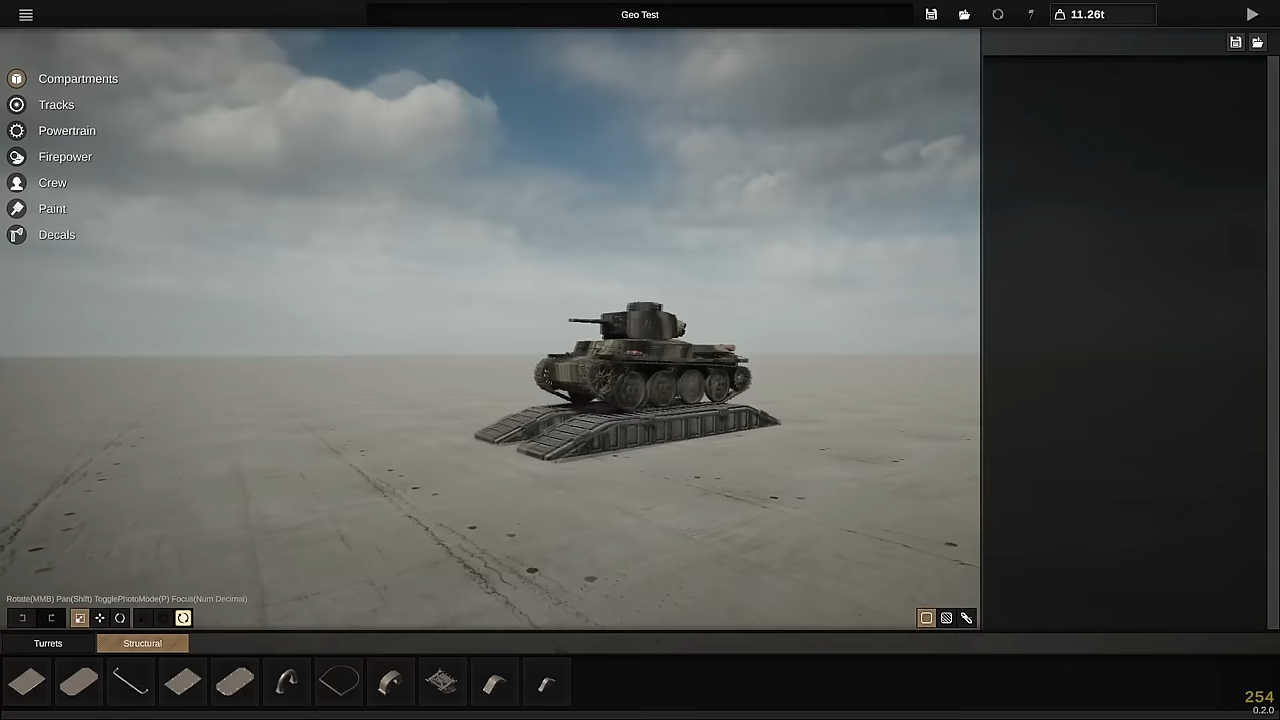 Geo Test
11.26t
Compartments
Tracks
Powertrain
Firepower
Crew
Paint
Decals
Rotate(MMB) Pan(Shift) TogglePhotoMode(P) Focus(Num Decimal)
Turrets
Structural
254
0.2.0